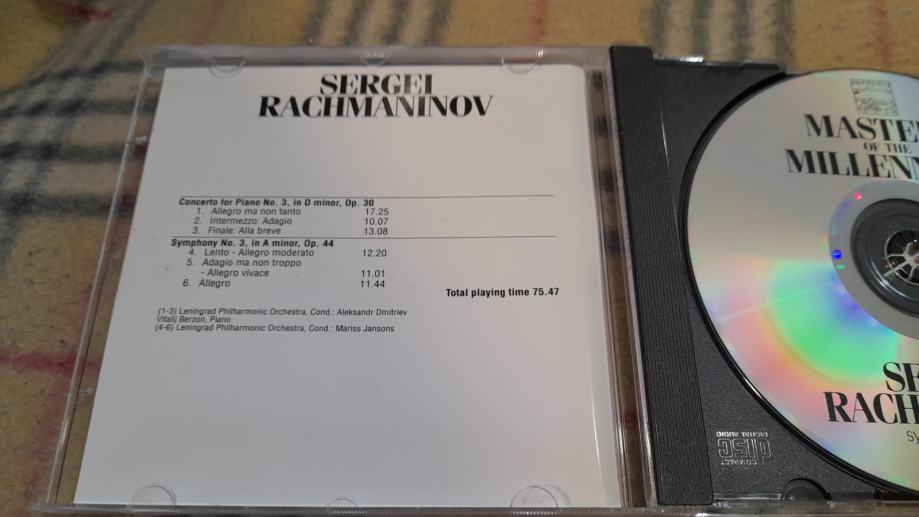 SERGEI
RACHMANINOV
Concerto for Piano No. 3, in D minor, Op. 30
1. Allegro ma non tanto 17.25
2. Intermezzo: Adagio 10.07
3. Finale: Alla breve 13.08
Symphony No. 3, in A minor, Op. 44
4. Lento - Allegro moderato 12.20
5. Adagio ma non troppo
- Allegro vivace 11.01
6. Allegro 11.44
Total playing time 75.47
(1-3) Leningrad Philharmonic Orchestra, Cond.: Aleksandr Dmitriev
Vitalij Berzon, Piano
(4-6) Leningrad Philharmonic Orchestra, Cond.: Mariss Jansons
MASTE
OF THE
MILLENN
SE
RACH
COMPACT
disc
DIGITAL AUDIO